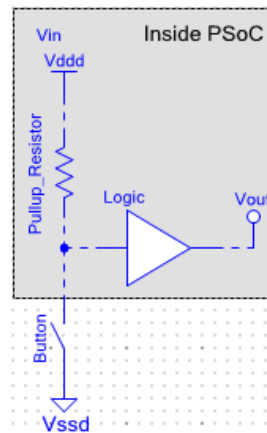 Inside PSoC
Vin
Vddd
Pullup_Resistor
Logic
Vout
Button
Vssd